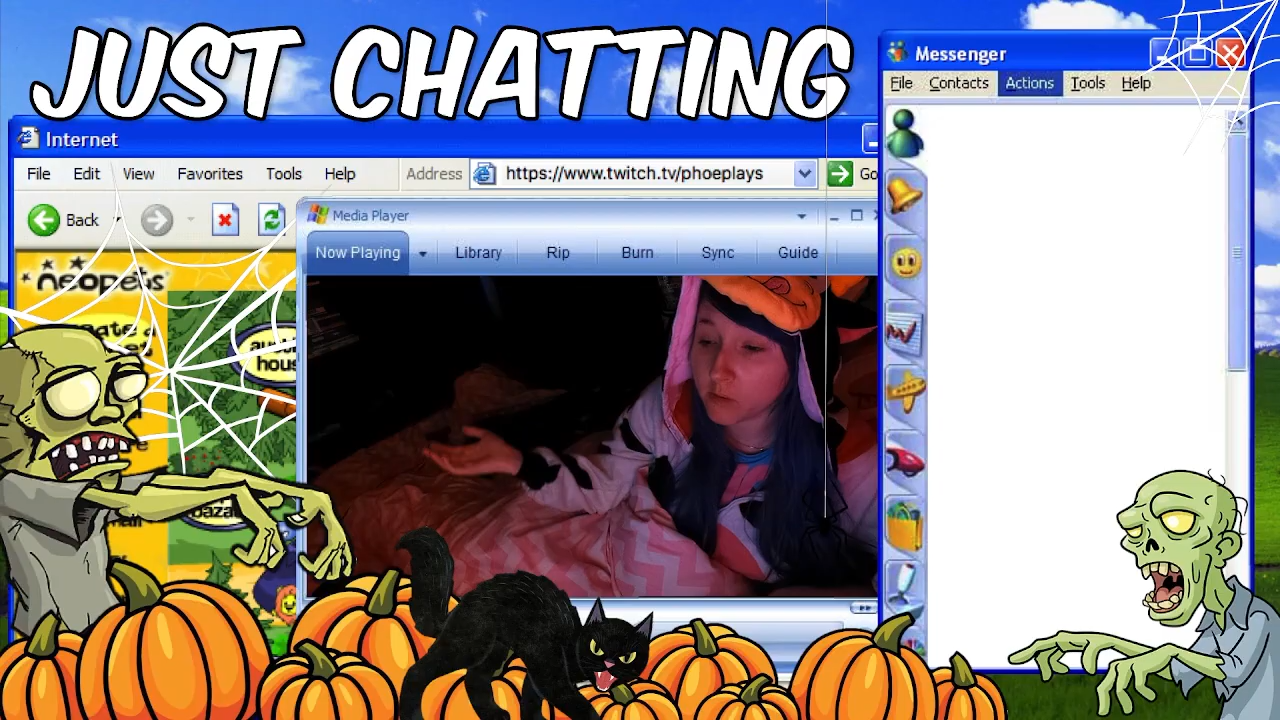 JUST CHATTING
Messenger
File Contacts Actions Tools Help
Internet
File Edit View Favorites Tools Help Address https://www.twitch.tv/phoeplays Go
Back
Media Player
Now Playing Library Rip Burn Sync Guide
neopets